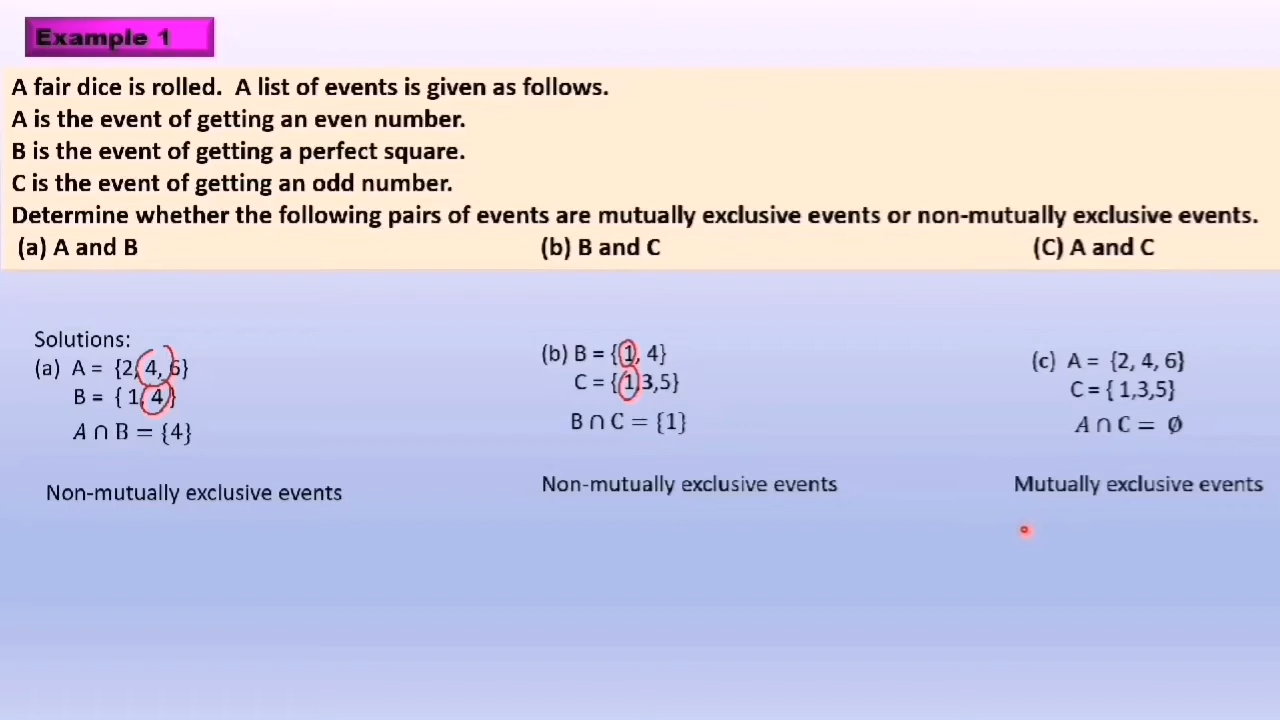 Example 1
A fair dice is rolled. A list of events is given as follows.
A is the event of getting an even number.
B is the event of getting a perfect square.
C is the event of getting an odd number.
Determine whether the following pairs of events are mutually exclusive events or non-mutually exclusive events.
(a) A and B (b) B and C (C) A and C
Solutions:
(a) A = {2, 4, 6}
B = { 1, 4}
A ∩ B = {4}
Non-mutually exclusive events
(b) B = {1, 4}
C = { 1,3,5}
B ∩ C = {1}
Non-mutually exclusive events
(c) A = {2, 4, 6}
C = { 1,3,5}
A ∩ C = ∅
Mutually exclusive events